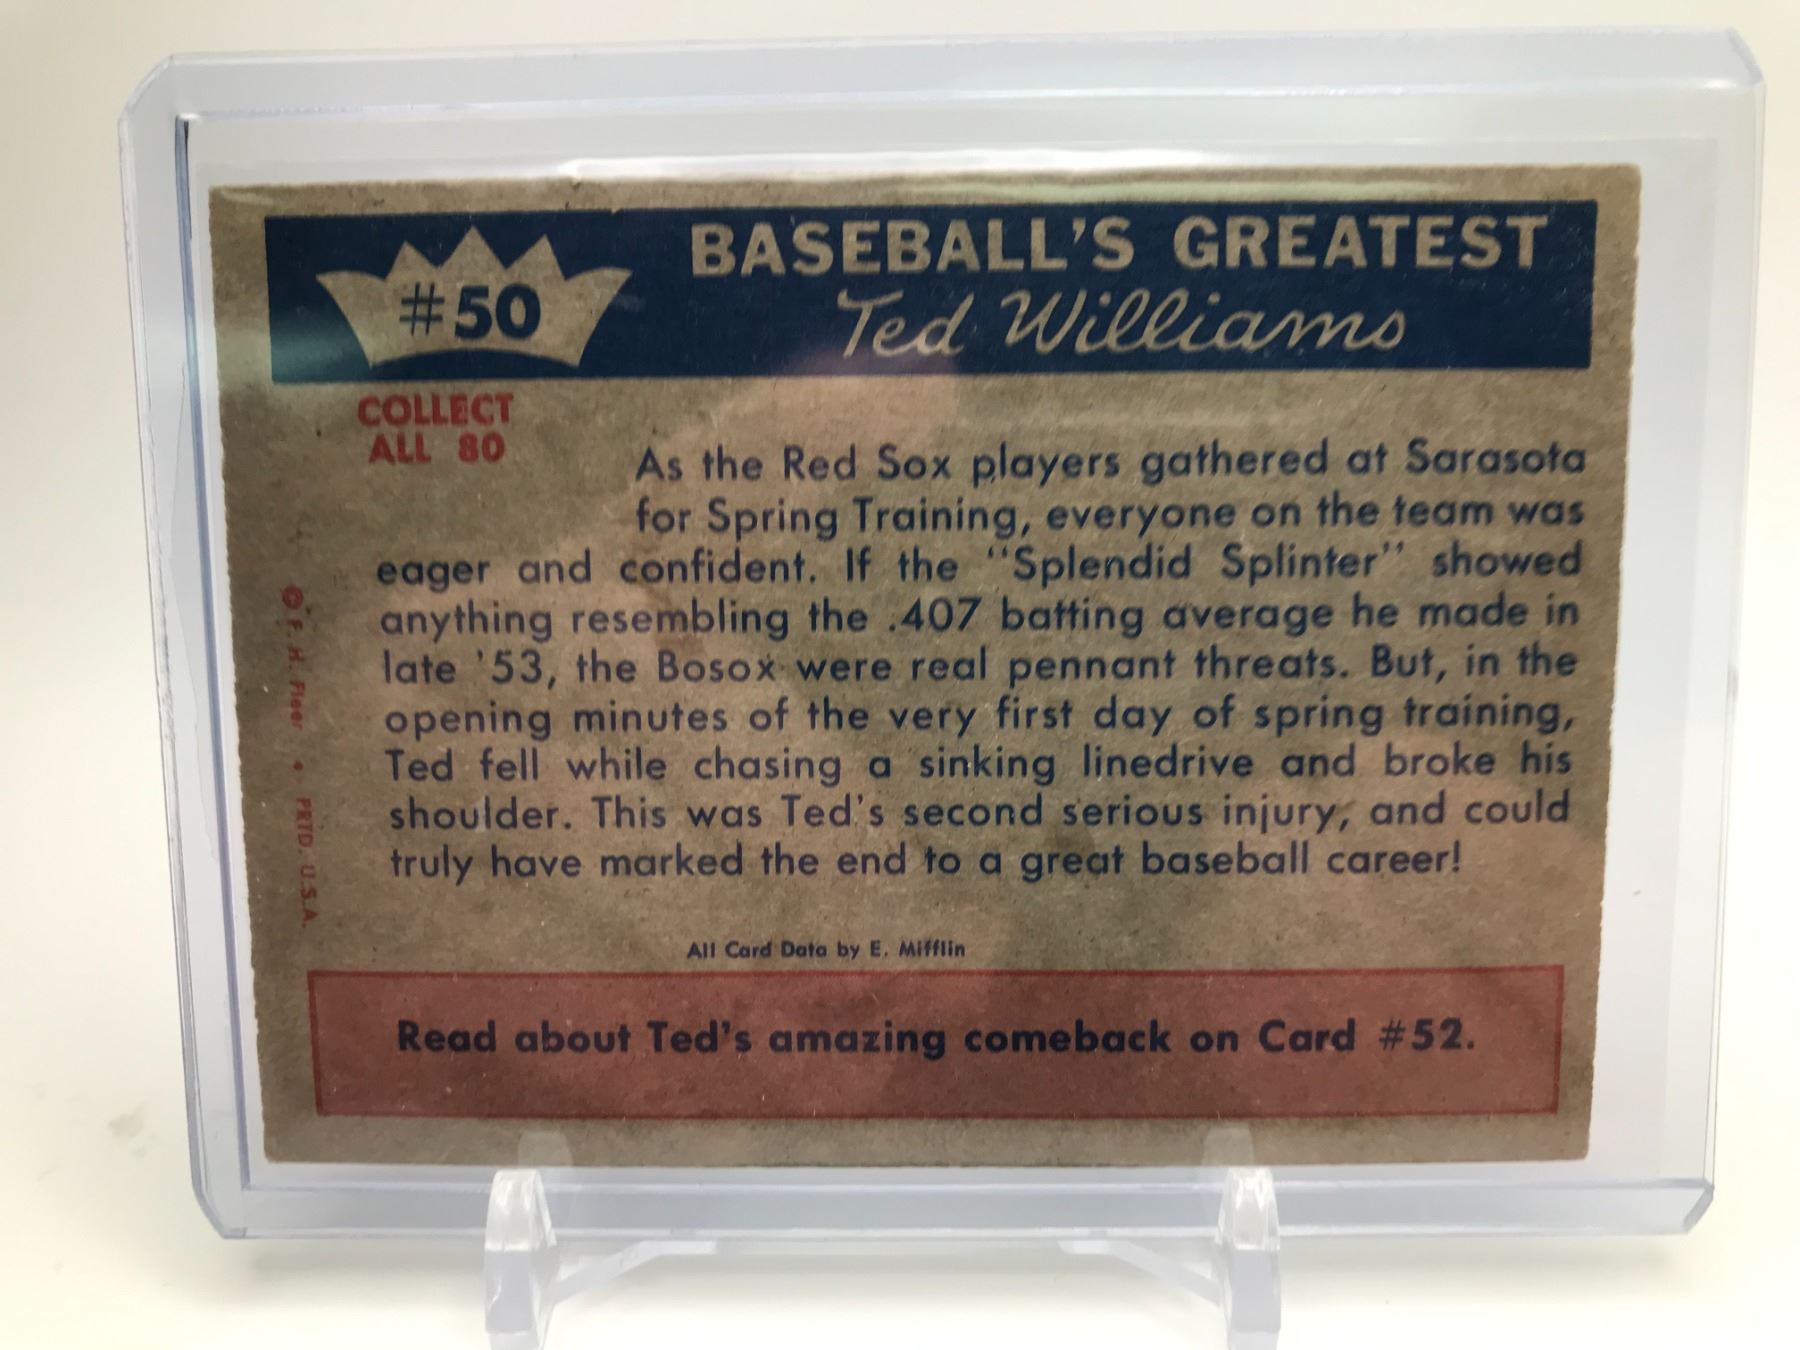 #50
BASEBALL'S GREATEST
Ted Williams
COLLECT
ALL 80
As the Red Sox players gathered at Sarasota
for Spring Training, everyone on the team was
eager and confident. If the "Splendid Splinter" showed
anything resembling the .407 batting average he made in
late '53, the Bosox were real pennant threats. But, in the
opening minutes of the very first day of spring training,
Ted fell while chasing a sinking linedrive and broke his
shoulder. This was Ted's second serious injury, and could
truly have marked the end to a great baseball career!
© F. H. Fleer • PRTD. U.S.A.
All Card Data by E. Mifflin
Read about Ted's amazing comeback on Card #52.